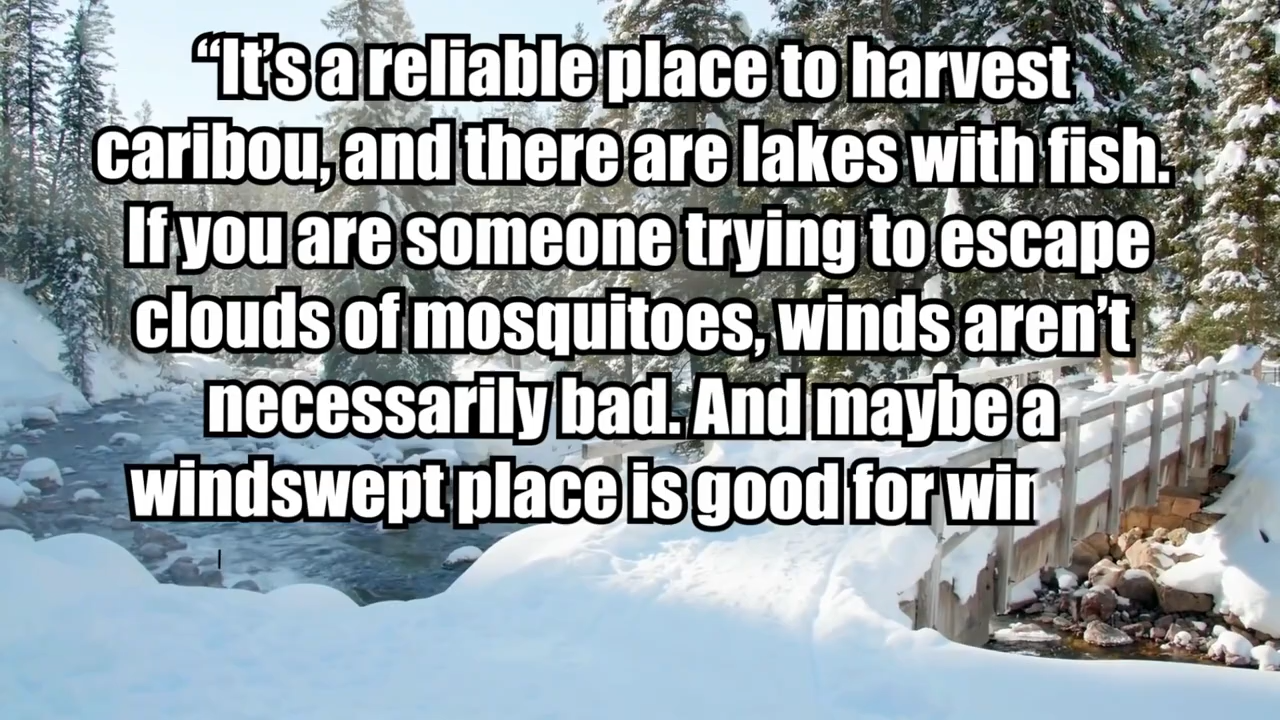 “It’s a reliable place to harvest
caribou, and there are lakes with fish.
If you are someone trying to escape
clouds of mosquitoes, winds aren’t
necessarily bad. And maybe a
windswept place is good for